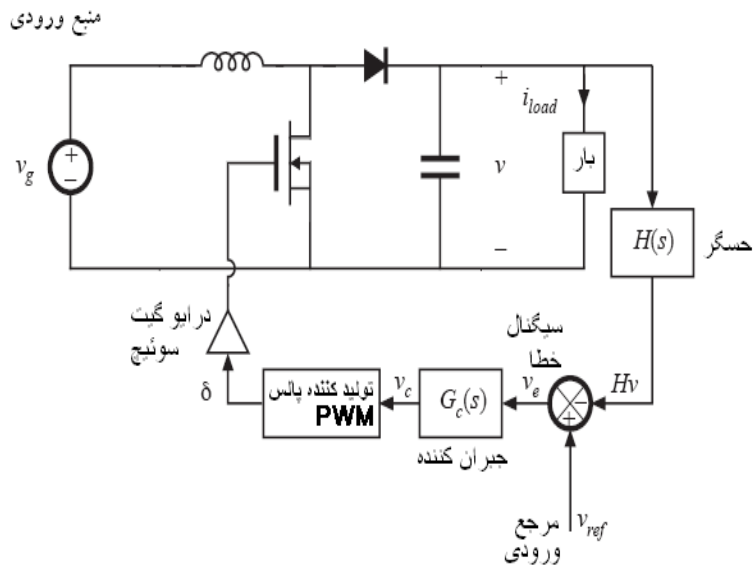 منبع ورودی
v_g
+
−
+
i_load
v
−
بار
H(s)
حسگر
درایو گیت
سوئیچ
سیگنال
خطا
δ
تولید کننده پالس
PWM
v_c
G_c(s)
v_e
Hv
−
+
جبران کننده
مرجع
ورودی
v_ref